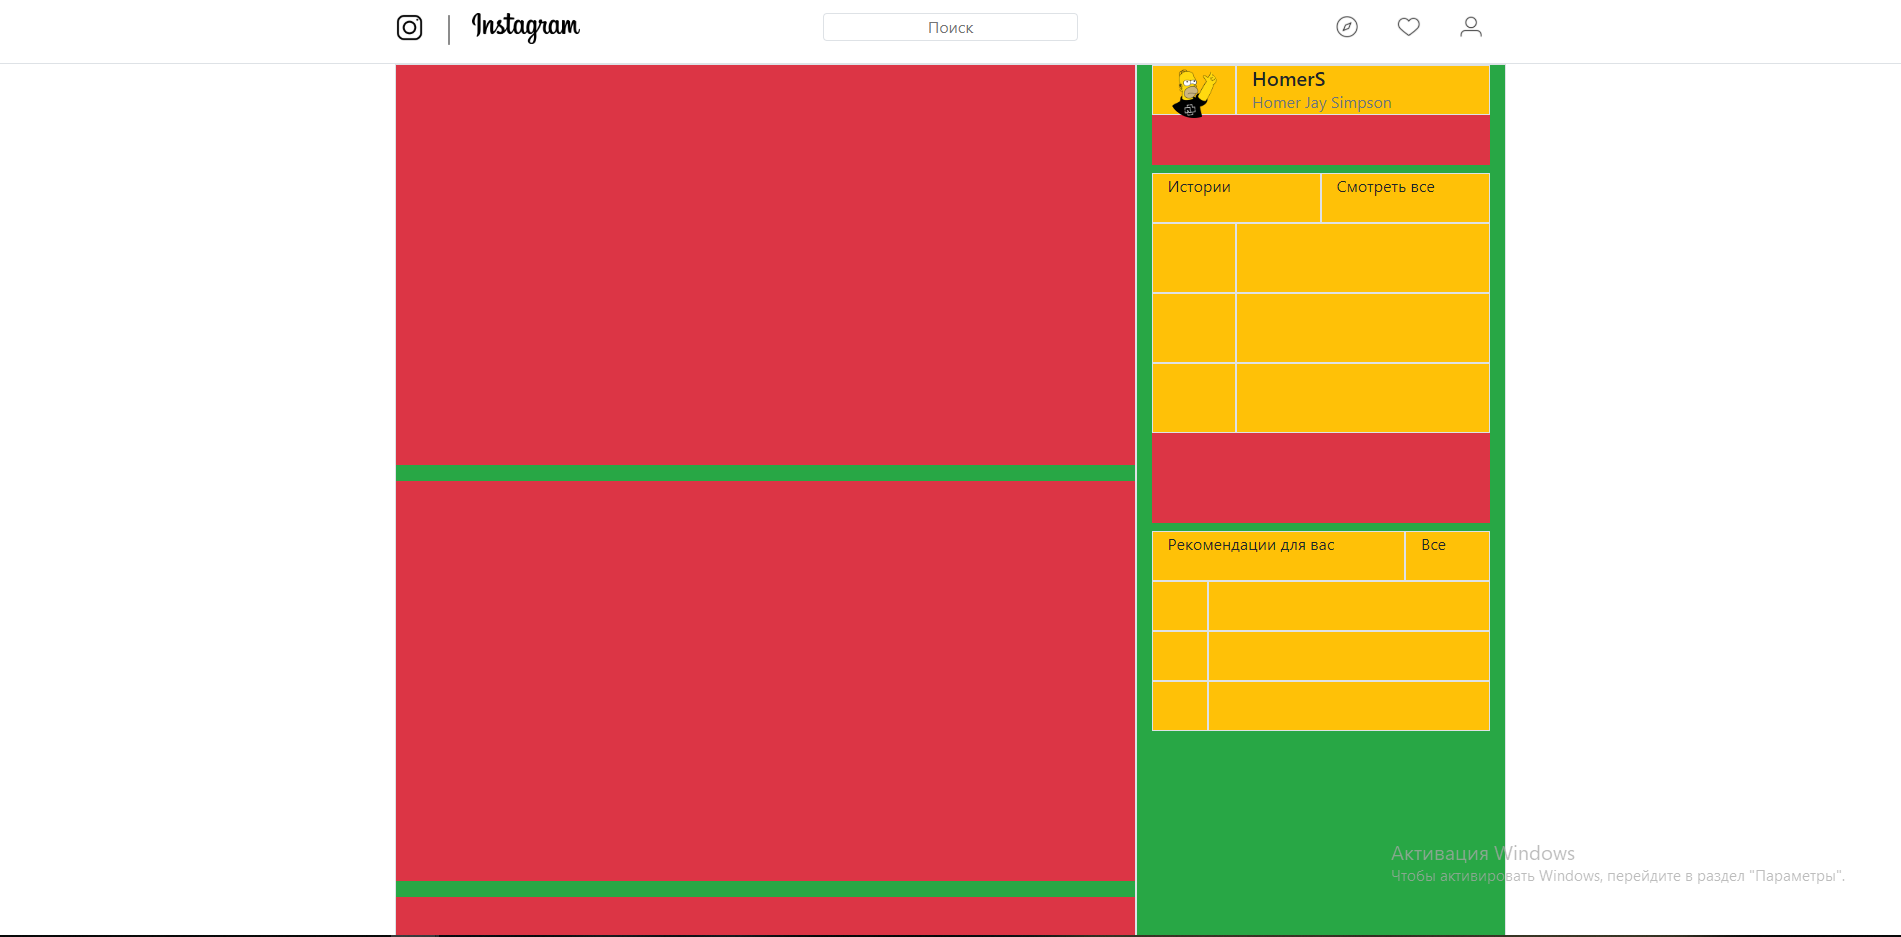 Instagram
Поиск
HomerS
Homer Jay Simpson
Истории
Смотреть все
Рекомендации для вас
Все
Активация Windows
Чтобы активировать Windows, перейдите в раздел "Параметры".